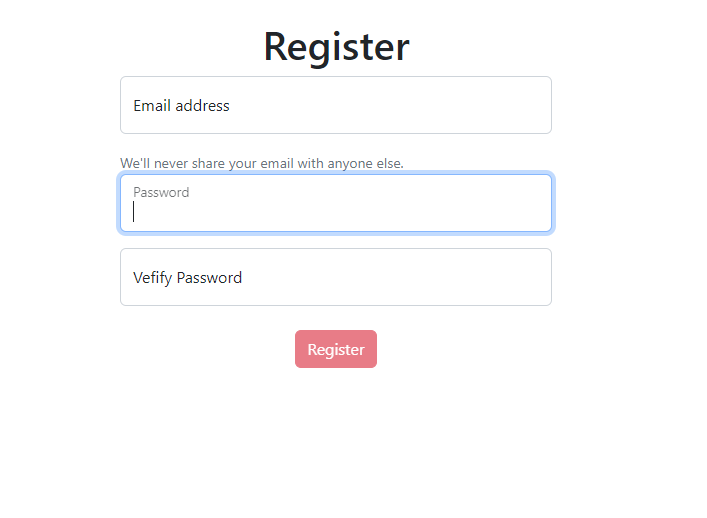 Register
Email address
We'll never share your email with anyone else.
Password
Vefify Password
Register